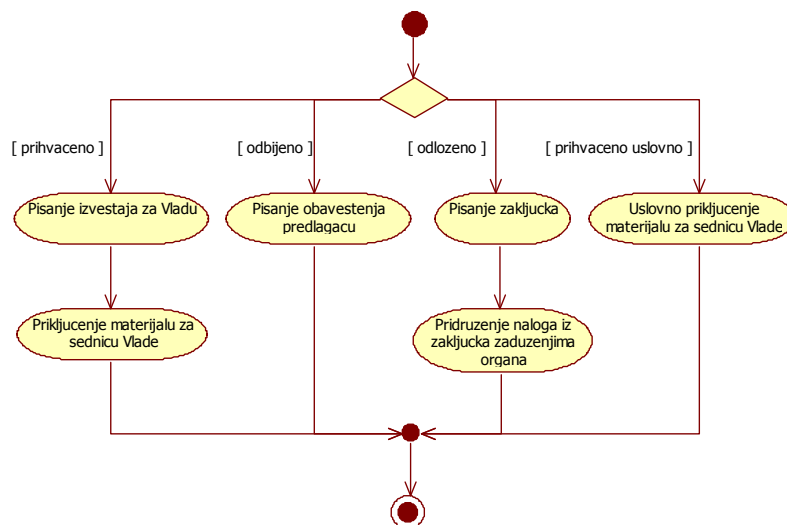 [ prihvaceno ]
[ odbijeno ]
[ odlozeno ]
[ prihvaceno uslovno ]
Pisanje izvestaja za Vladu
Pisanje obavestenja
predlagacu
Pisanje zakljucka
Uslovno prikljucenje
materijalu za sednicu Vlade
Prikljucenje materijalu za
sednicu Vlade
Pridruzenje naloga iz
zakljucka zaduzenjima
organa